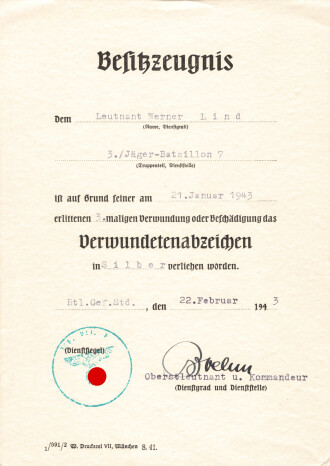 Besitzzeugnis
dem Leutnant Werner Lind
(Name, Dienstgrad)
3./Jäger-Bataillon 7
(Truppenteil, Dienststelle)
ist auf Grund seiner am 21.Januar 1943
erlittenen 3.-maligen Verwundung oder Beschädigung das
Verwundetenabzeichen
in Silber verliehen worden.
Btl.Gef.Std., den 22.Februar 1943
(Dienstsiegel)
Oberstleutnant u. Kommandeur
(Dienstgrad und Dienststelle)
W. Druckerei VII, München 8. 41.